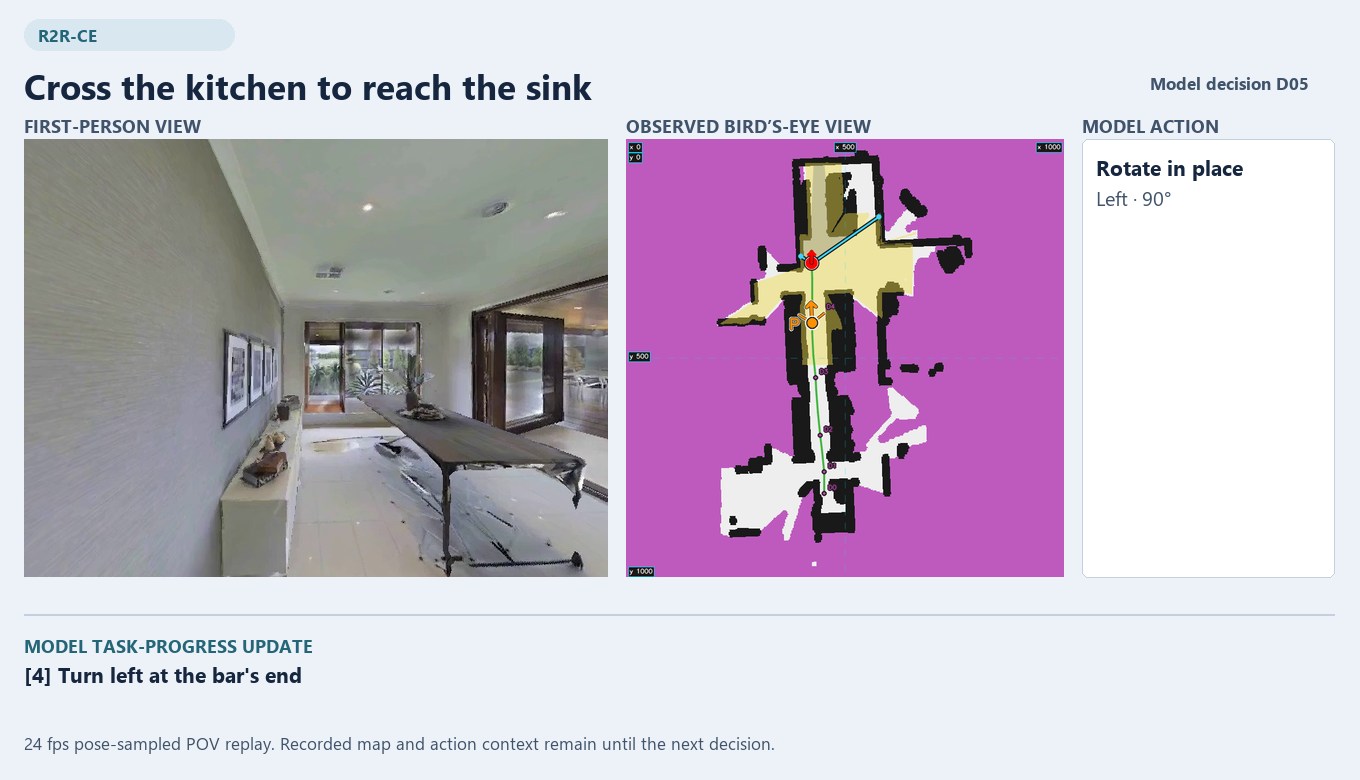 R2R-CE
Cross the kitchen to reach the sink
Model decision D05
FIRST-PERSON VIEW
OBSERVED BIRD’S-EYE VIEW
MODEL ACTION
x 0
y 0
x 500
x 1000
y 500
y 1000
P
Rotate in place
Left · 90°
MODEL TASK-PROGRESS UPDATE
[4] Turn left at the bar's end
24 fps pose-sampled POV replay. Recorded map and action context remain until the next decision.